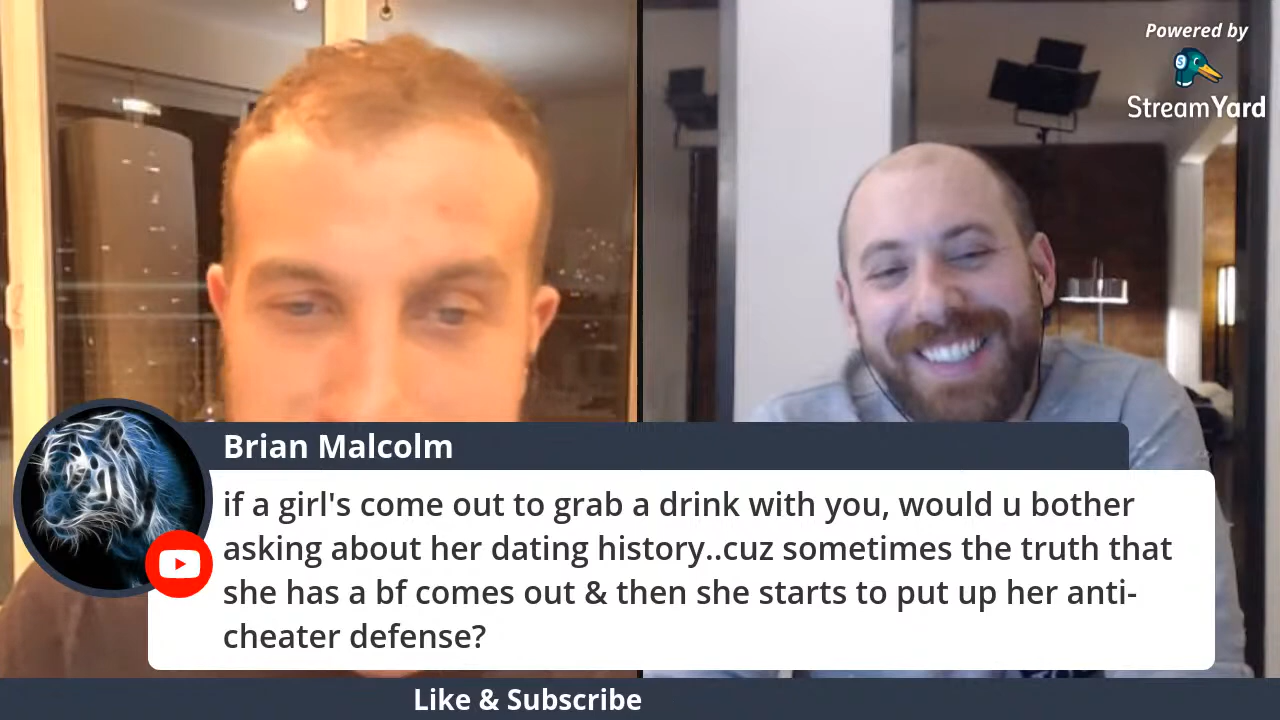 Powered by
StreamYard
Brian Malcolm
if a girl's come out to grab a drink with you, would u bother
asking about her dating history..cuz sometimes the truth that
she has a bf comes out & then she starts to put up her anti-
cheater defense?
Like & Subscribe